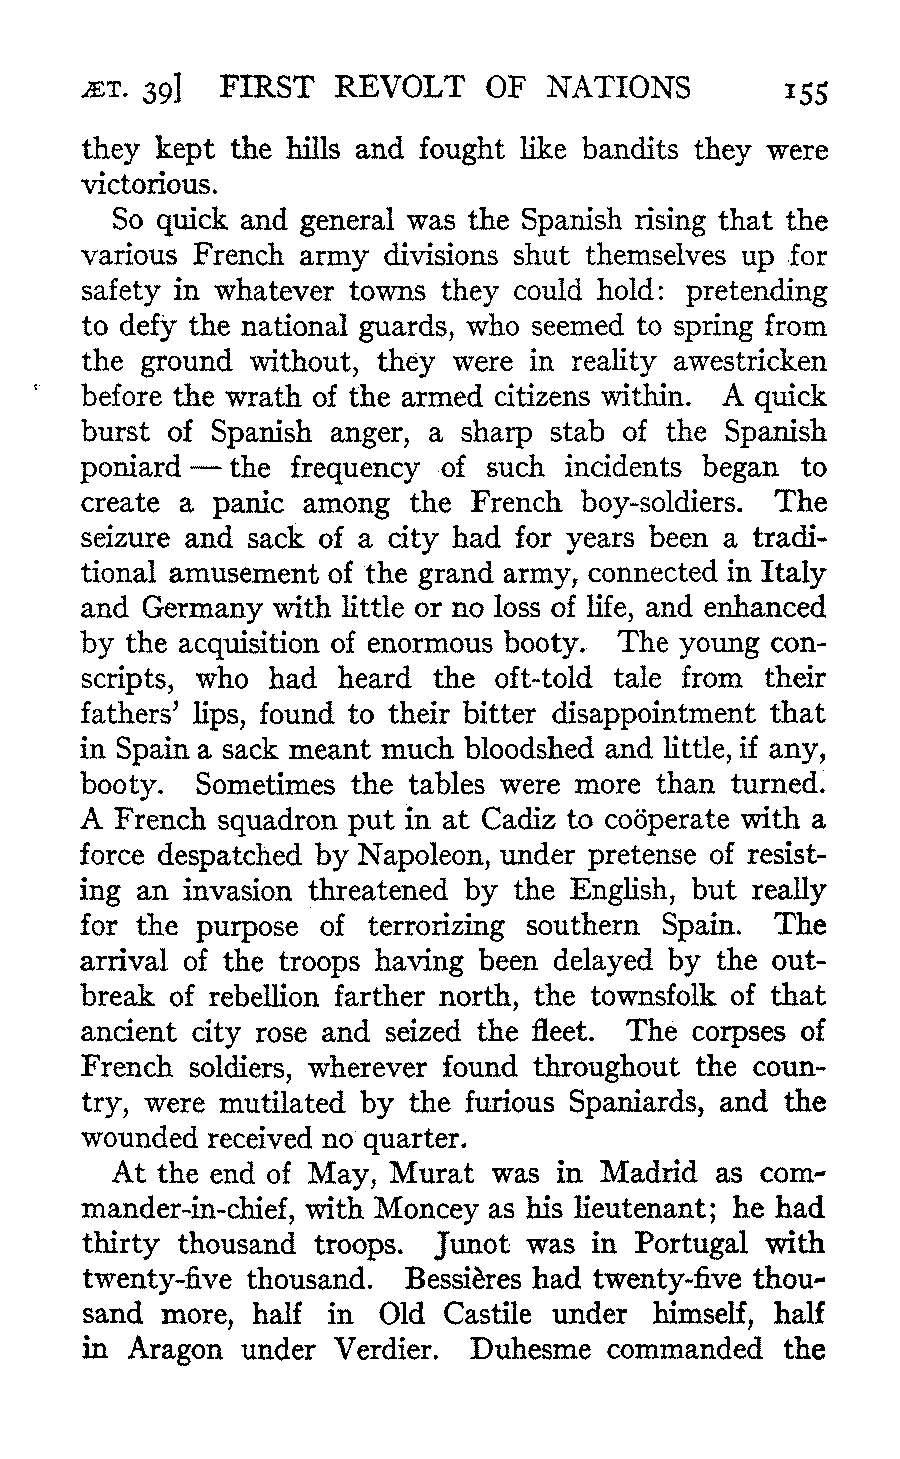 ÆT. 39] FIRST REVOLT OF NATIONS 155
they kept the hills and fought like bandits they were
victorious.
So quick and general was the Spanish rising that the
various French army divisions shut themselves up for
safety in whatever towns they could hold: pretending
to defy the national guards, who seemed to spring from
the ground without, they were in reality awestricken
before the wrath of the armed citizens within. A quick
burst of Spanish anger, a sharp stab of the Spanish
poniard — the frequency of such incidents began to
create a panic among the French boy-soldiers. The
seizure and sack of a city had for years been a tradi-
tional amusement of the grand army, connected in Italy
and Germany with little or no loss of life, and enhanced
by the acquisition of enormous booty. The young con-
scripts, who had heard the oft-told tale from their
fathers' lips, found to their bitter disappointment that
in Spain a sack meant much bloodshed and little, if any,
booty. Sometimes the tables were more than turned.
A French squadron put in at Cadiz to coöperate with a
force despatched by Napoleon, under pretense of resist-
ing an invasion threatened by the English, but really
for the purpose of terrorizing southern Spain. The
arrival of the troops having been delayed by the out-
break of rebellion farther north, the townsfolk of that
ancient city rose and seized the fleet. The corpses of
French soldiers, wherever found throughout the coun-
try, were mutilated by the furious Spaniards, and the
wounded received no quarter.
At the end of May, Murat was in Madrid as com-
mander-in-chief, with Moncey as his lieutenant; he had
thirty thousand troops. Junot was in Portugal with
twenty-five thousand. Bessières had twenty-five thou-
sand more, half in Old Castile under himself, half
in Aragon under Verdier. Duhesme commanded the